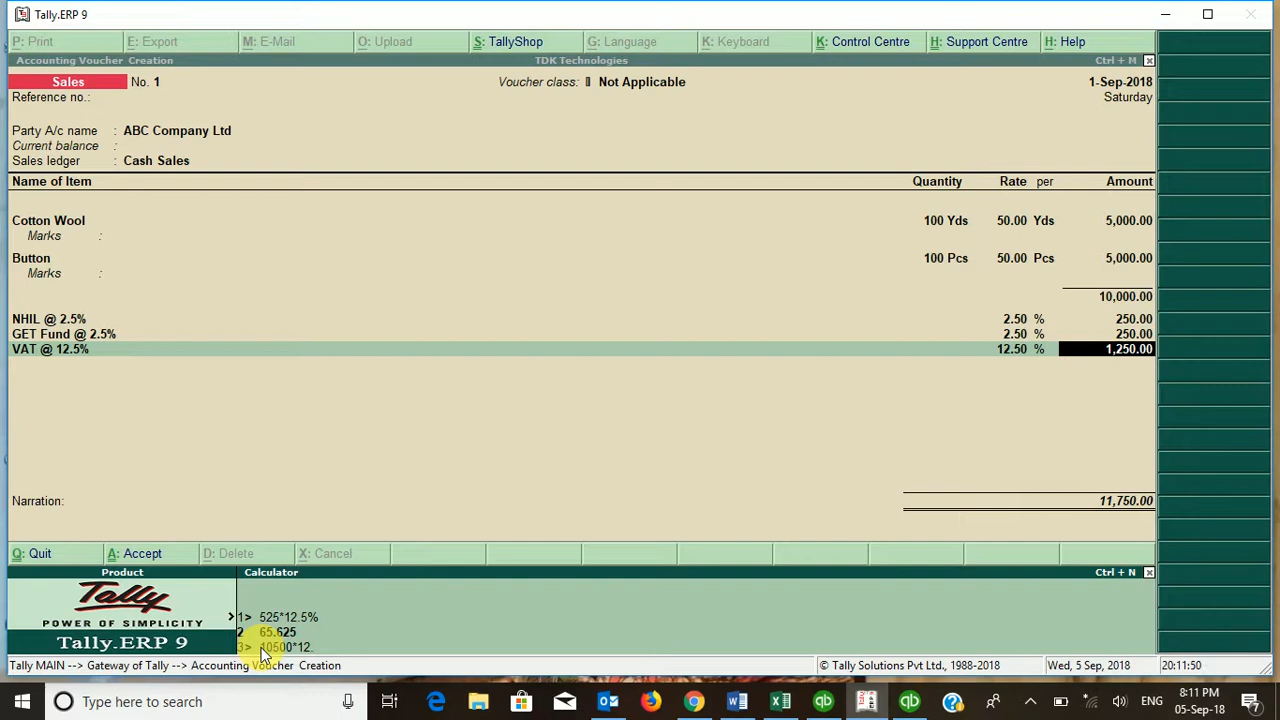 Tally.ERP 9
P: Print E: Export M: E-Mail O: Upload S: TallyShop G: Language K: Keyboard K: Control Centre H: Support Centre H: Help
Accounting Voucher Creation TDK Technologies Ctrl + M
Sales No. 1 Voucher class: Not Applicable 1-Sep-2018
Reference no.: Saturday
Party A/c name : ABC Company Ltd
Current balance :
Sales ledger : Cash Sales
Name of Item Quantity Rate per Amount
Cotton Wool 100 Yds 50.00 Yds 5,000.00
Marks :
Button 100 Pcs 50.00 Pcs 5,000.00
Marks :
10,000.00
NHIL @ 2.5% 2.50 % 250.00
GET Fund @ 2.5% 2.50 % 250.00
VAT @ 12.5% 12.50 % 1,250.00
Narration: 11,750.00
Q: Quit A: Accept D: Delete X: Cancel
Product Calculator Ctrl + N
Tally
POWER OF SIMPLICITY
Tally.ERP 9
1> 525*12.5%
2 65.625
3> 10500*12.
Tally MAIN --> Gateway of Tally --> Accounting Voucher Creation © Tally Solutions Pvt Ltd., 1988-2018 Wed, 5 Sep, 2018 20:11:50
Type here to search ENG 8:11 PM
05-Sep-18 7